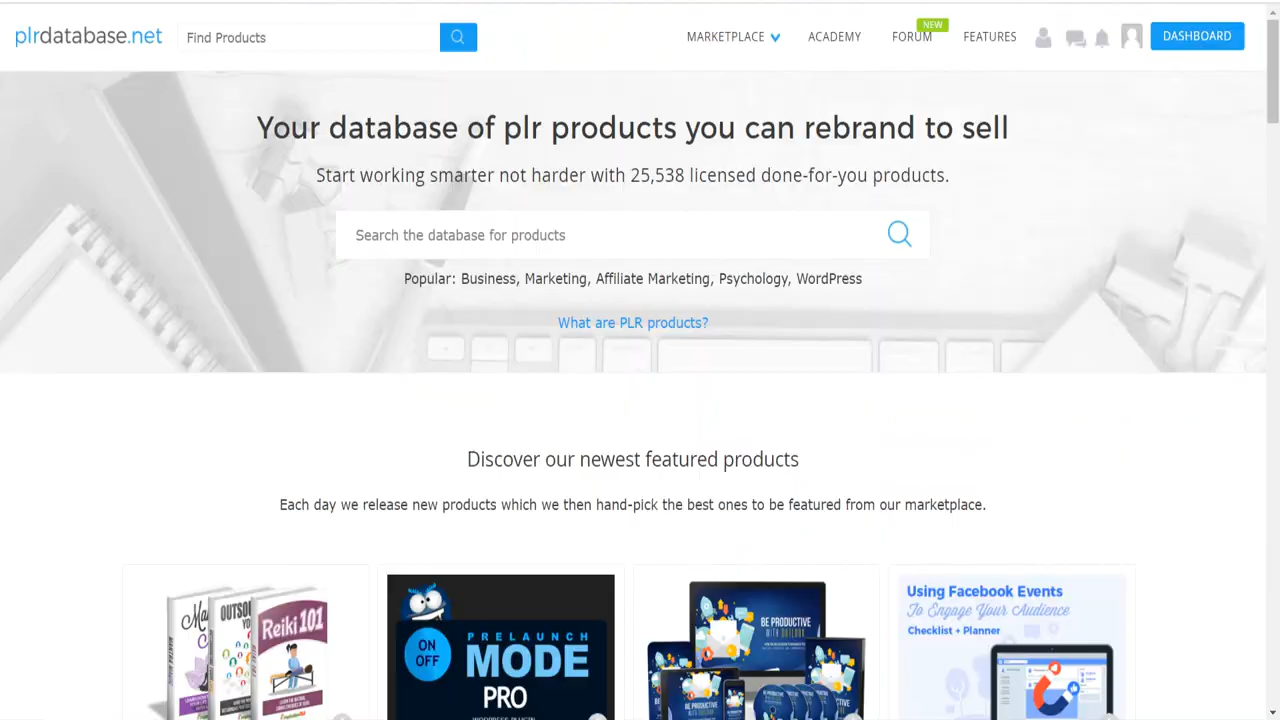 plrdatabase.net
Find Products
MARKETPLACE
ACADEMY
FORUM
NEW
FEATURES
DASHBOARD
Your database of plr products you can rebrand to sell
Start working smarter not harder with 25,538 licensed done-for-you products.
Search the database for products
Popular: Business, Marketing, Affiliate Marketing, Psychology, WordPress
What are PLR products?
Discover our newest featured products
Each day we release new products which we then hand-pick the best ones to be featured from our marketplace.
Reiki 101
ON
OFF
PRELAUNCH
MODE
PRO
BE PRODUCTIVE
WITH OUTLOOK
Using Facebook Events
To Engage Your Audience
Checklist + Planner